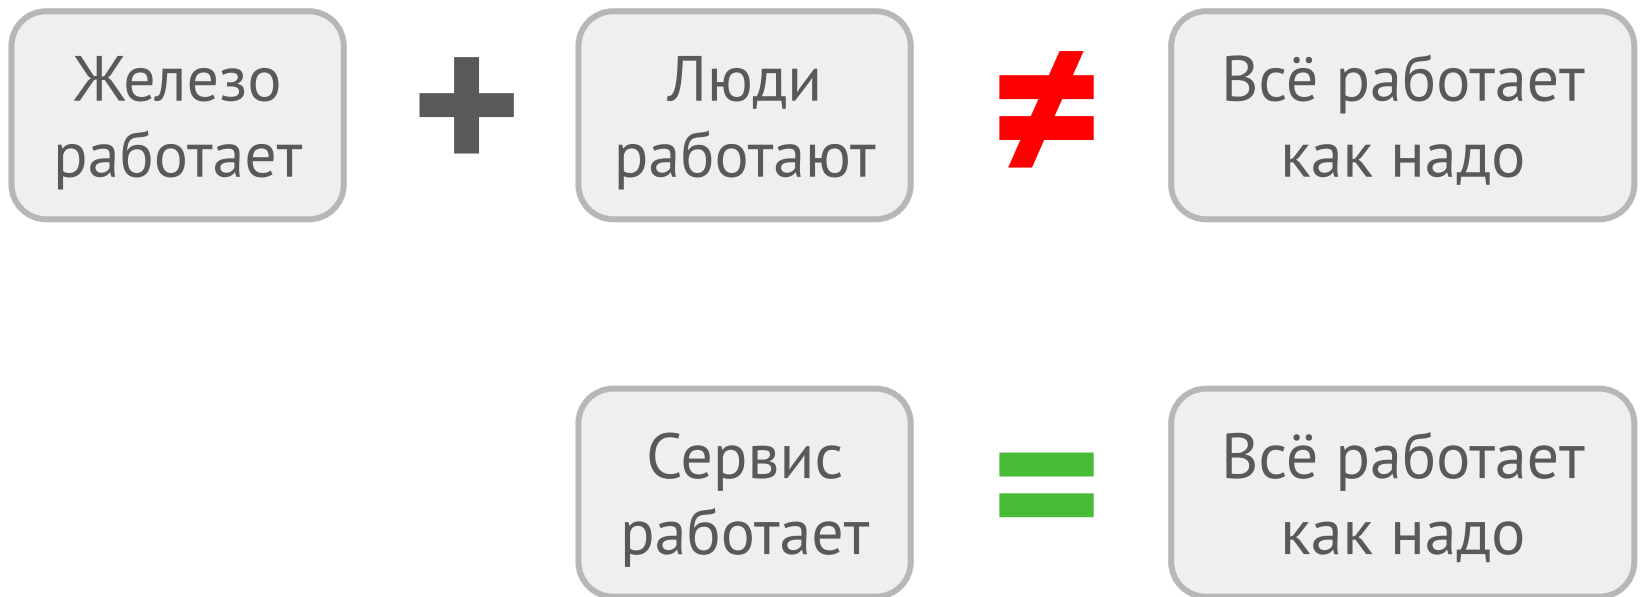 Железо
работает
+
Люди
работают
≠
Всё работает
как надо
Сервис
работает
=
Всё работает
как надо